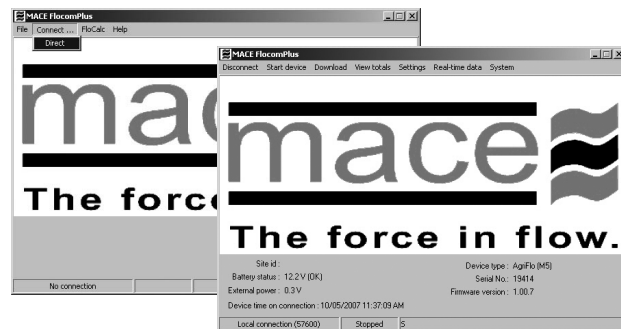 MACE FlocomPlus
File Connect ... FloCalc Help
Direct
mac
The forc
No connection
MACE FlocomPlus
Disconnect Start device Download View totals Settings Real-time data System
mace
The force in flow.
Site id :
Battery status : 12.2 V (OK)
External power : 0.3 V
Device time on connection : 10/05/2007 11:37:09 AM
Device type : AgriFlo (M5)
Serial No.: 19414
Firmware version : 1.00.7
Local connection (57600) Stopped S